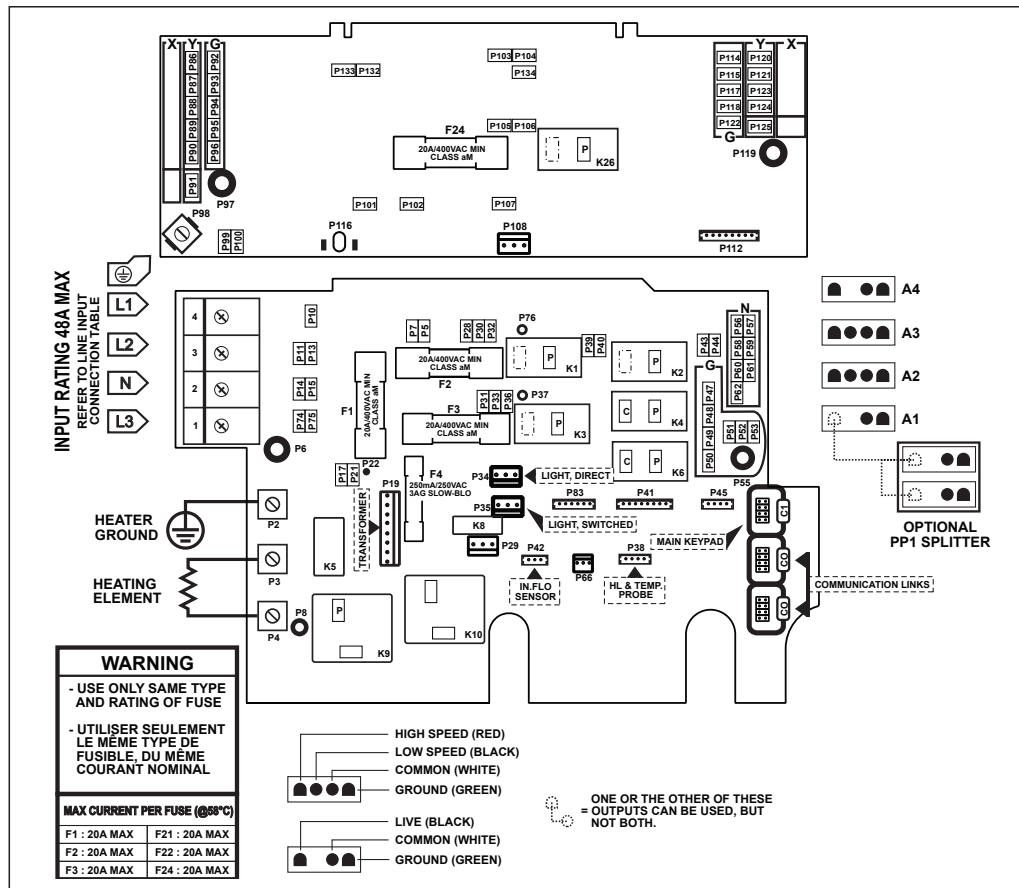 X Y G
P86
P87
P88
P89
P90
P91
P92
P93
P94
P95
P96
P97
P98
P99
P100
P133 P132
P103 P104
P134
P105 P106
F24
20A/400VAC MIN
CLASS aM
P
K26
P101
P102
P107
P116
P108
P112
Y X
P114 P120
P115 P121
P117 P123
P118 P124
P122 P125
G
P119
INPUT RATING 48A MAX
REFER TO LINE INPUT
CONNECTION TABLE
L1
L2
N
L3
4
3
2
1
P10
P11 P13
P14 P15
P74 P75
P6
P17 P21
P22
F1
20A/400VAC MIN
CLASS aM
P7 P5
P28 P30 P32
20A/400VAC MIN
CLASS aM
F2
P31 P33 P36
F3
20A/400VAC MIN
CLASS aM
F4
250mA/250VAC
3AG SLOW-BLO
P76
P
K1
P37
P
K3
P39 P40
P
K2
C P
K4
C P
K6
P43 P44
G
P47
P48
P49
P50
P51 P52 P53
P55
N
P56 P57
P58 P59
P60 P61
P62
P19
TRANSFORMER
P34
LIGHT, DIRECT
P35
LIGHT, SWITCHED
K8
P29
P83
P41
P45
P42
IN.FLO
SENSOR
P66
P38
HL & TEMP.
PROBE
MAIN KEYPAD
C1
CO
CO
COMMUNICATION LINKS
A4
A3
A2
A1
OPTIONAL
PP1 SPLITTER
HEATER
GROUND
P2
HEATING
ELEMENT
P3
P4
P8
K5
P
K9
K10
WARNING
- USE ONLY SAME TYPE
AND RATING OF FUSE
- UTILISER SEULEMENT
LE MÊME TYPE DE
FUSIBLE, DU MÊME
COURANT NOMINAL
MAX CURRENT PER FUSE (@58°C)
F1 : 20A MAX F21 : 20A MAX
F2 : 20A MAX F22 : 20A MAX
F3 : 20A MAX F24 : 20A MAX
HIGH SPEED (RED)
LOW SPEED (BLACK)
COMMON (WHITE)
GROUND (GREEN)
LIVE (BLACK)
COMMON (WHITE)
GROUND (GREEN)
ONE OR THE OTHER OF THESE
= OUTPUTS CAN BE USED, BUT
NOT BOTH.